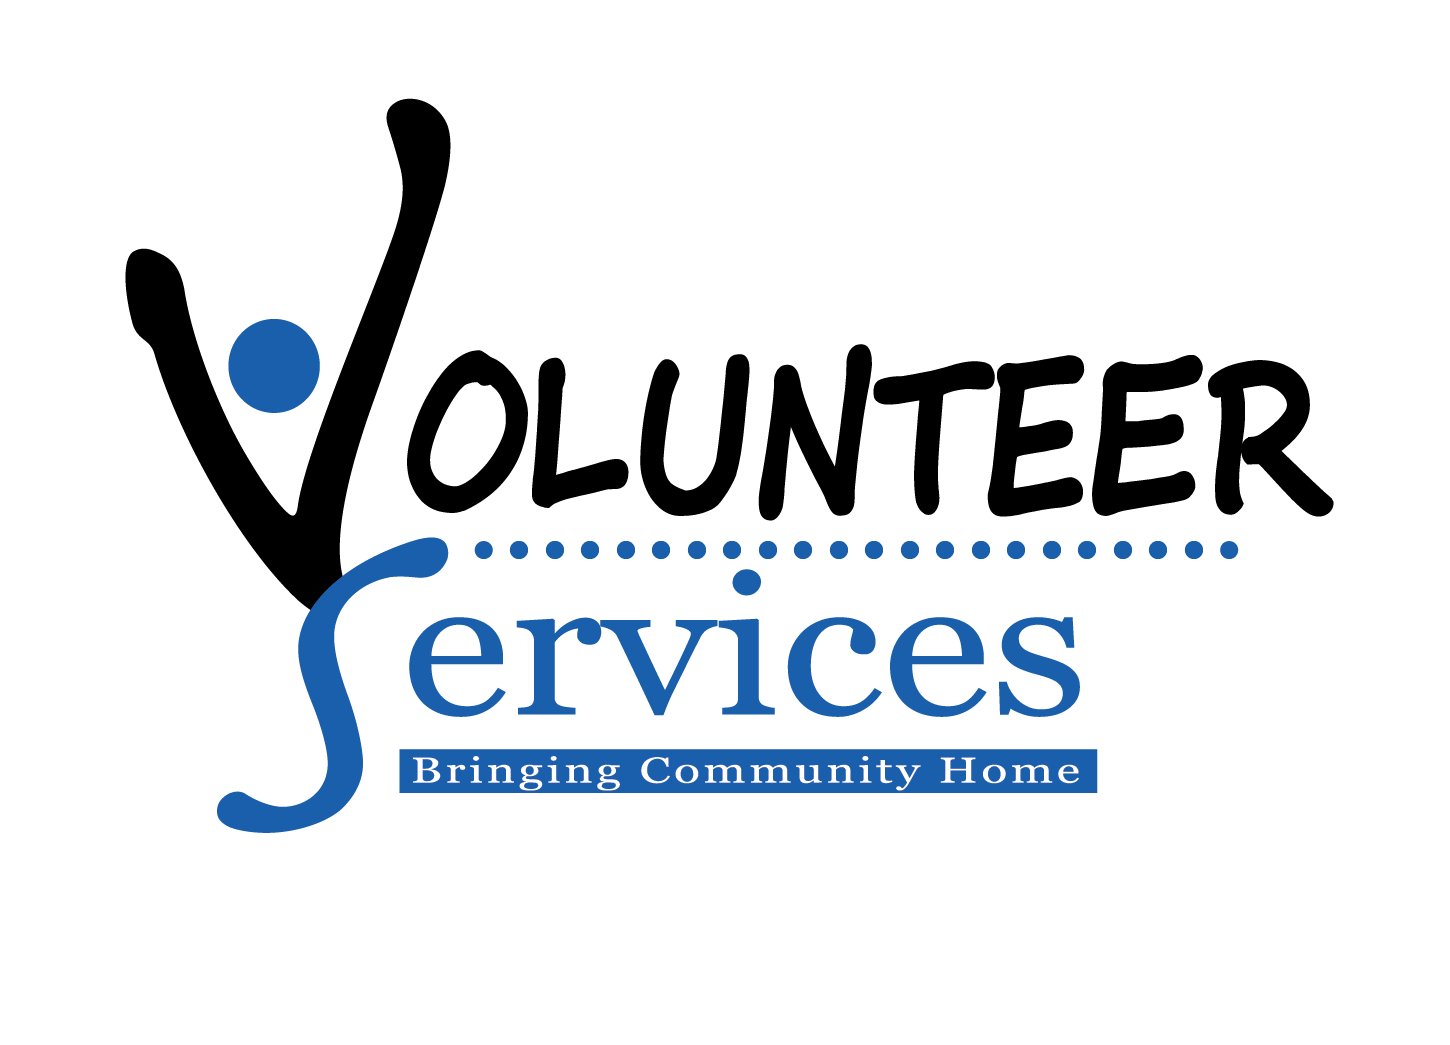 VOLUNTEER
Services
Bringing Community Home